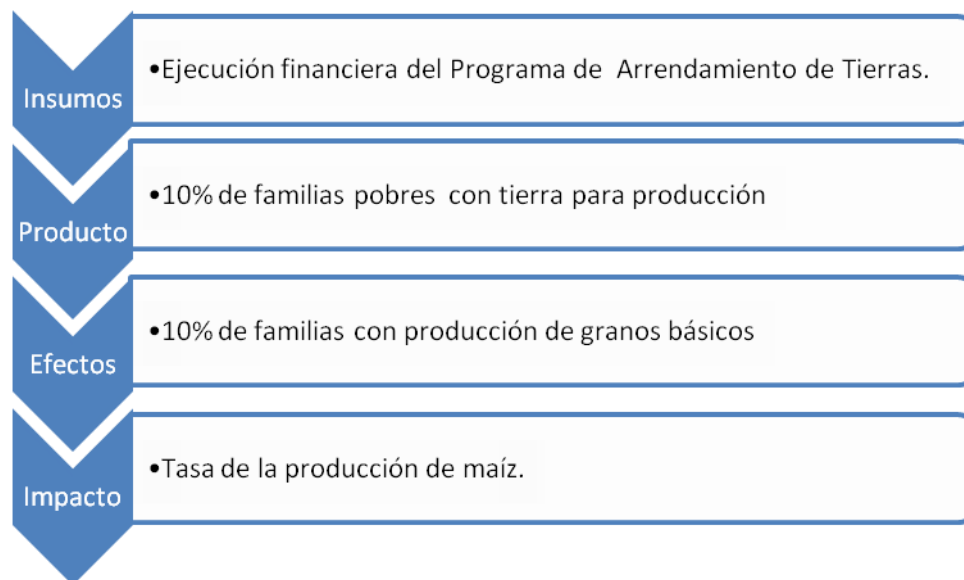 Insumos
•Ejecución financiera del Programa de Arrendamiento de Tierras.
Producto
•10% de familias pobres con tierra para producción
Efectos
•10% de familias con producción de granos básicos
Impacto
•Tasa de la producción de maíz.